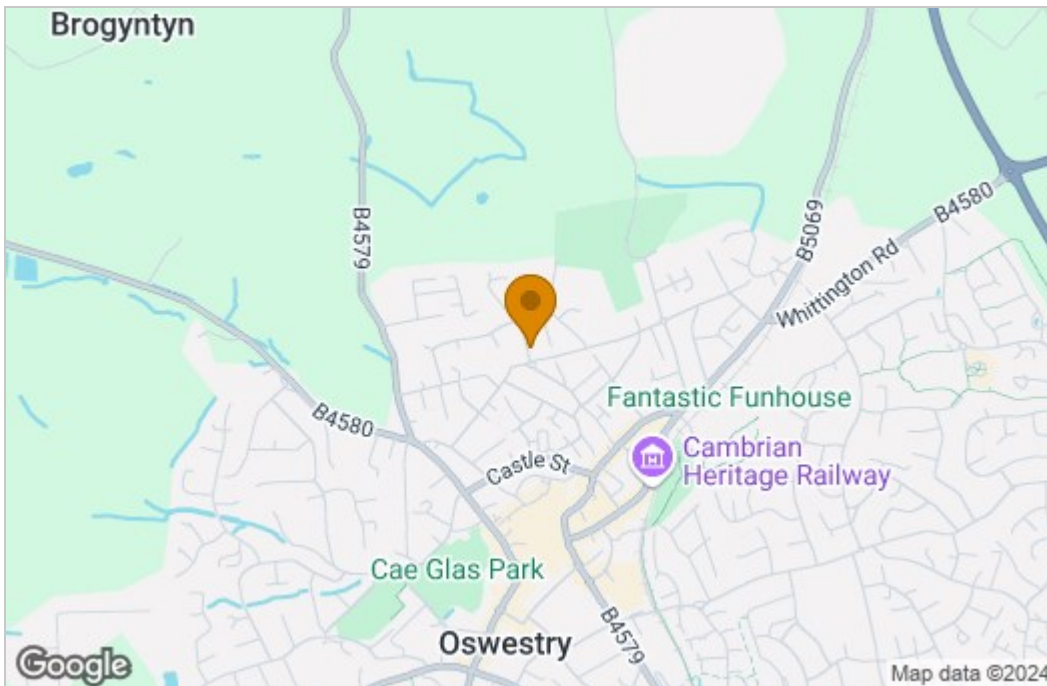 Brogyntyn
B4579
B5069
B4580
Whittington Rd
Fantastic Funhouse
B4580
Castle St
Cambrian
Heritage Railway
Cae Glas Park
Oswestry
B4579
Google
Map data ©2024